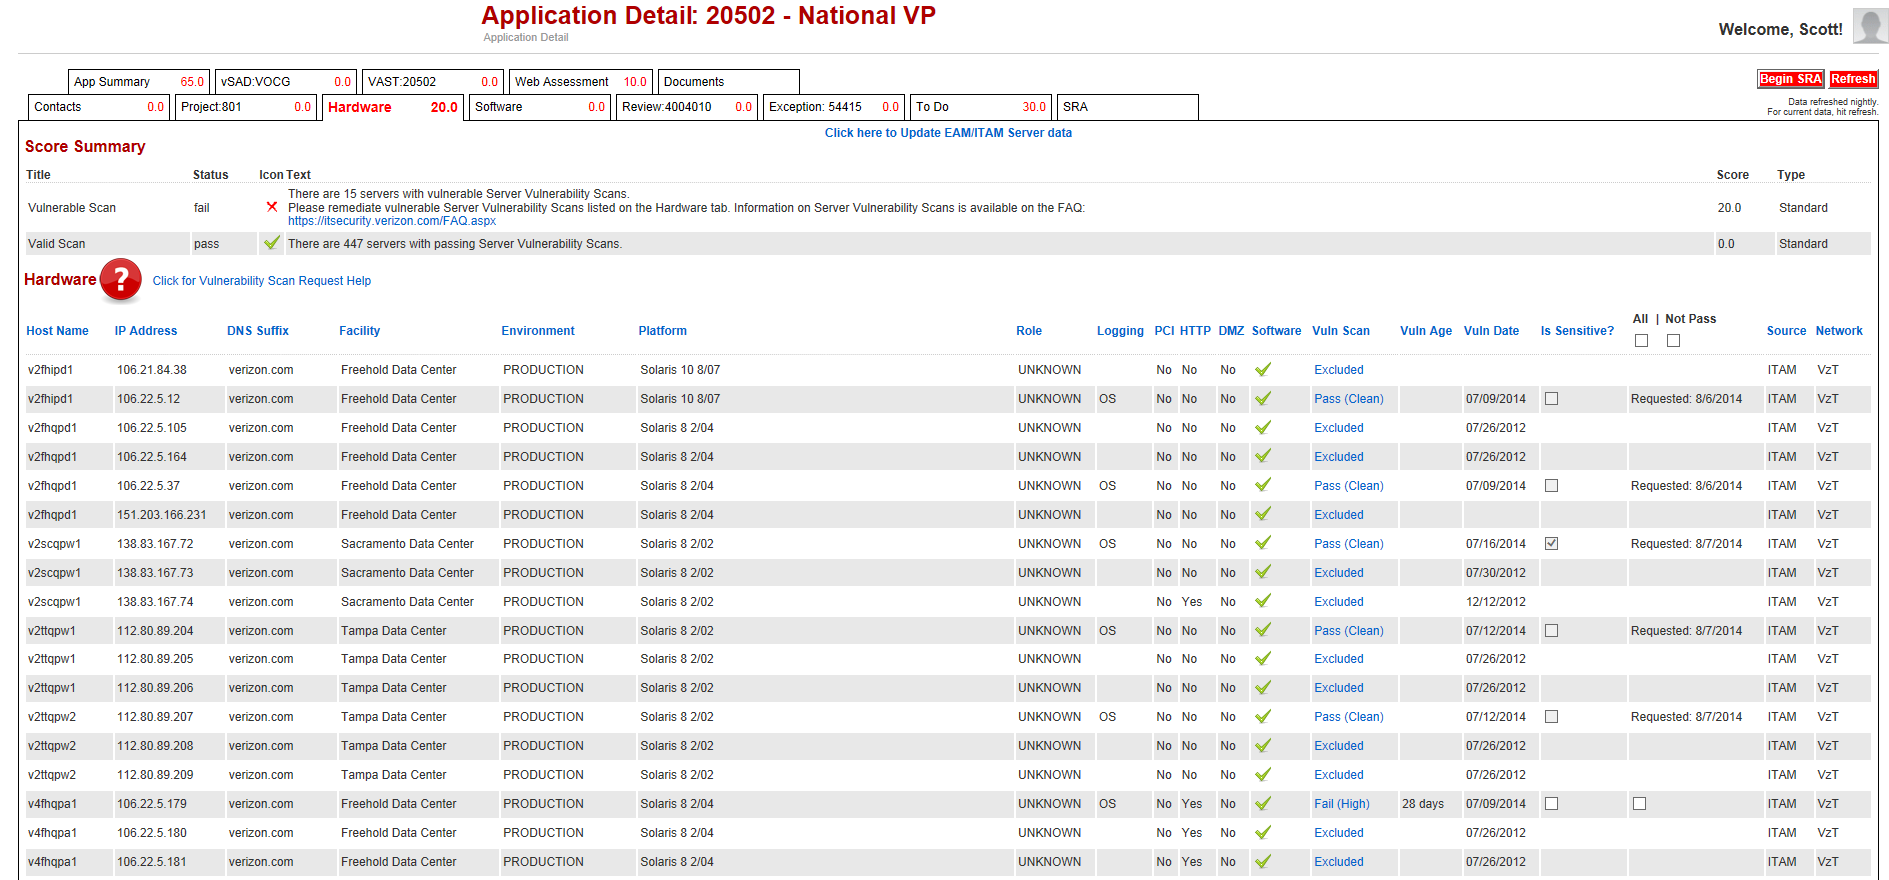 Application Detail: 20502 - National VP
Application Detail
Welcome, Scott!
App Summary 65.0 vSAD:VOCG 0.0 VAST:20502 0.0 Web Assessment 10.0 Documents
Begin SRA Refresh
Contacts 0.0 Project:801 0.0 Hardware 20.0 Software 0.0 Review:4004010 0.0 Exception: 54415 0.0 To Do 30.0 SRA
Data refreshed nightly.
For current data, hit refresh.
Click here to Update EAM/ITAM Server data
Score Summary
Title Status Icon Text Score Type
There are 15 servers with vulnerable Server Vulnerability Scans.
Vulnerable Scan fail Please remediate vulnerable Server Vulnerability Scans listed on the Hardware tab. Information on Server Vulnerability Scans is available on the FAQ: 20.0 Standard
https://itsecurity.verizon.com/FAQ.aspx
Valid Scan pass There are 447 servers with passing Server Vulnerability Scans. 0.0 Standard
Hardware ? Click for Vulnerability Scan Request Help
All | Not Pass
Host Name IP Address DNS Suffix Facility Environment Platform Role Logging PCI HTTP DMZ Software Vuln Scan Vuln Age Vuln Date Is Sensitive? Source Network
v2fhipd1 106.21.84.38 verizon.com Freehold Data Center PRODUCTION Solaris 10 8/07 UNKNOWN No No No Excluded ITAM VzT
v2fhipd1 106.22.5.12 verizon.com Freehold Data Center PRODUCTION Solaris 10 8/07 UNKNOWN OS No No No Pass (Clean) 07/09/2014 Requested: 8/6/2014 ITAM VzT
v2fhqpd1 106.22.5.105 verizon.com Freehold Data Center PRODUCTION Solaris 8 2/04 UNKNOWN No No No Excluded 07/26/2012 ITAM VzT
v2fhqpd1 106.22.5.164 verizon.com Freehold Data Center PRODUCTION Solaris 8 2/04 UNKNOWN No No No Excluded 07/26/2012 ITAM VzT
v2fhqpd1 106.22.5.37 verizon.com Freehold Data Center PRODUCTION Solaris 8 2/04 UNKNOWN OS No No No Pass (Clean) 07/09/2014 Requested: 8/6/2014 ITAM VzT
v2fhqpd1 151.203.166.231 verizon.com Freehold Data Center PRODUCTION Solaris 8 2/04 UNKNOWN No No No Excluded ITAM VzT
v2scqpw1 138.83.167.72 verizon.com Sacramento Data Center PRODUCTION Solaris 8 2/02 UNKNOWN OS No No No Pass (Clean) 07/16/2014 Requested: 8/7/2014 ITAM VzT
v2scqpw1 138.83.167.73 verizon.com Sacramento Data Center PRODUCTION Solaris 8 2/02 UNKNOWN No No No Excluded 07/30/2012 ITAM VzT
v2scqpw1 138.83.167.74 verizon.com Sacramento Data Center PRODUCTION Solaris 8 2/02 UNKNOWN No Yes No Excluded 12/12/2012 ITAM VzT
v2ttqpw1 112.80.89.204 verizon.com Tampa Data Center PRODUCTION Solaris 8 2/02 UNKNOWN OS No No No Pass (Clean) 07/12/2014 Requested: 8/7/2014 ITAM VzT
v2ttqpw1 112.80.89.205 verizon.com Tampa Data Center PRODUCTION Solaris 8 2/02 UNKNOWN No No No Excluded 07/26/2012 ITAM VzT
v2ttqpw1 112.80.89.206 verizon.com Tampa Data Center PRODUCTION Solaris 8 2/02 UNKNOWN No No No Excluded 07/26/2012 ITAM VzT
v2ttqpw2 112.80.89.207 verizon.com Tampa Data Center PRODUCTION Solaris 8 2/02 UNKNOWN OS No No No Pass (Clean) 07/12/2014 Requested: 8/7/2014 ITAM VzT
v2ttqpw2 112.80.89.208 verizon.com Tampa Data Center PRODUCTION Solaris 8 2/02 UNKNOWN No No No Excluded 07/26/2012 ITAM VzT
v2ttqpw2 112.80.89.209 verizon.com Tampa Data Center PRODUCTION Solaris 8 2/02 UNKNOWN No No No Excluded 07/26/2012 ITAM VzT
v4fhqpa1 106.22.5.179 verizon.com Freehold Data Center PRODUCTION Solaris 8 2/04 UNKNOWN OS No Yes No Fail (High) 28 days 07/09/2014 ITAM VzT
v4fhqpa1 106.22.5.180 verizon.com Freehold Data Center PRODUCTION Solaris 8 2/04 UNKNOWN No Yes No Excluded 07/26/2012 ITAM VzT
v4fhqpa1 106.22.5.181 verizon.com Freehold Data Center PRODUCTION Solaris 8 2/04 UNKNOWN No Yes No Excluded 07/26/2012 ITAM VzT